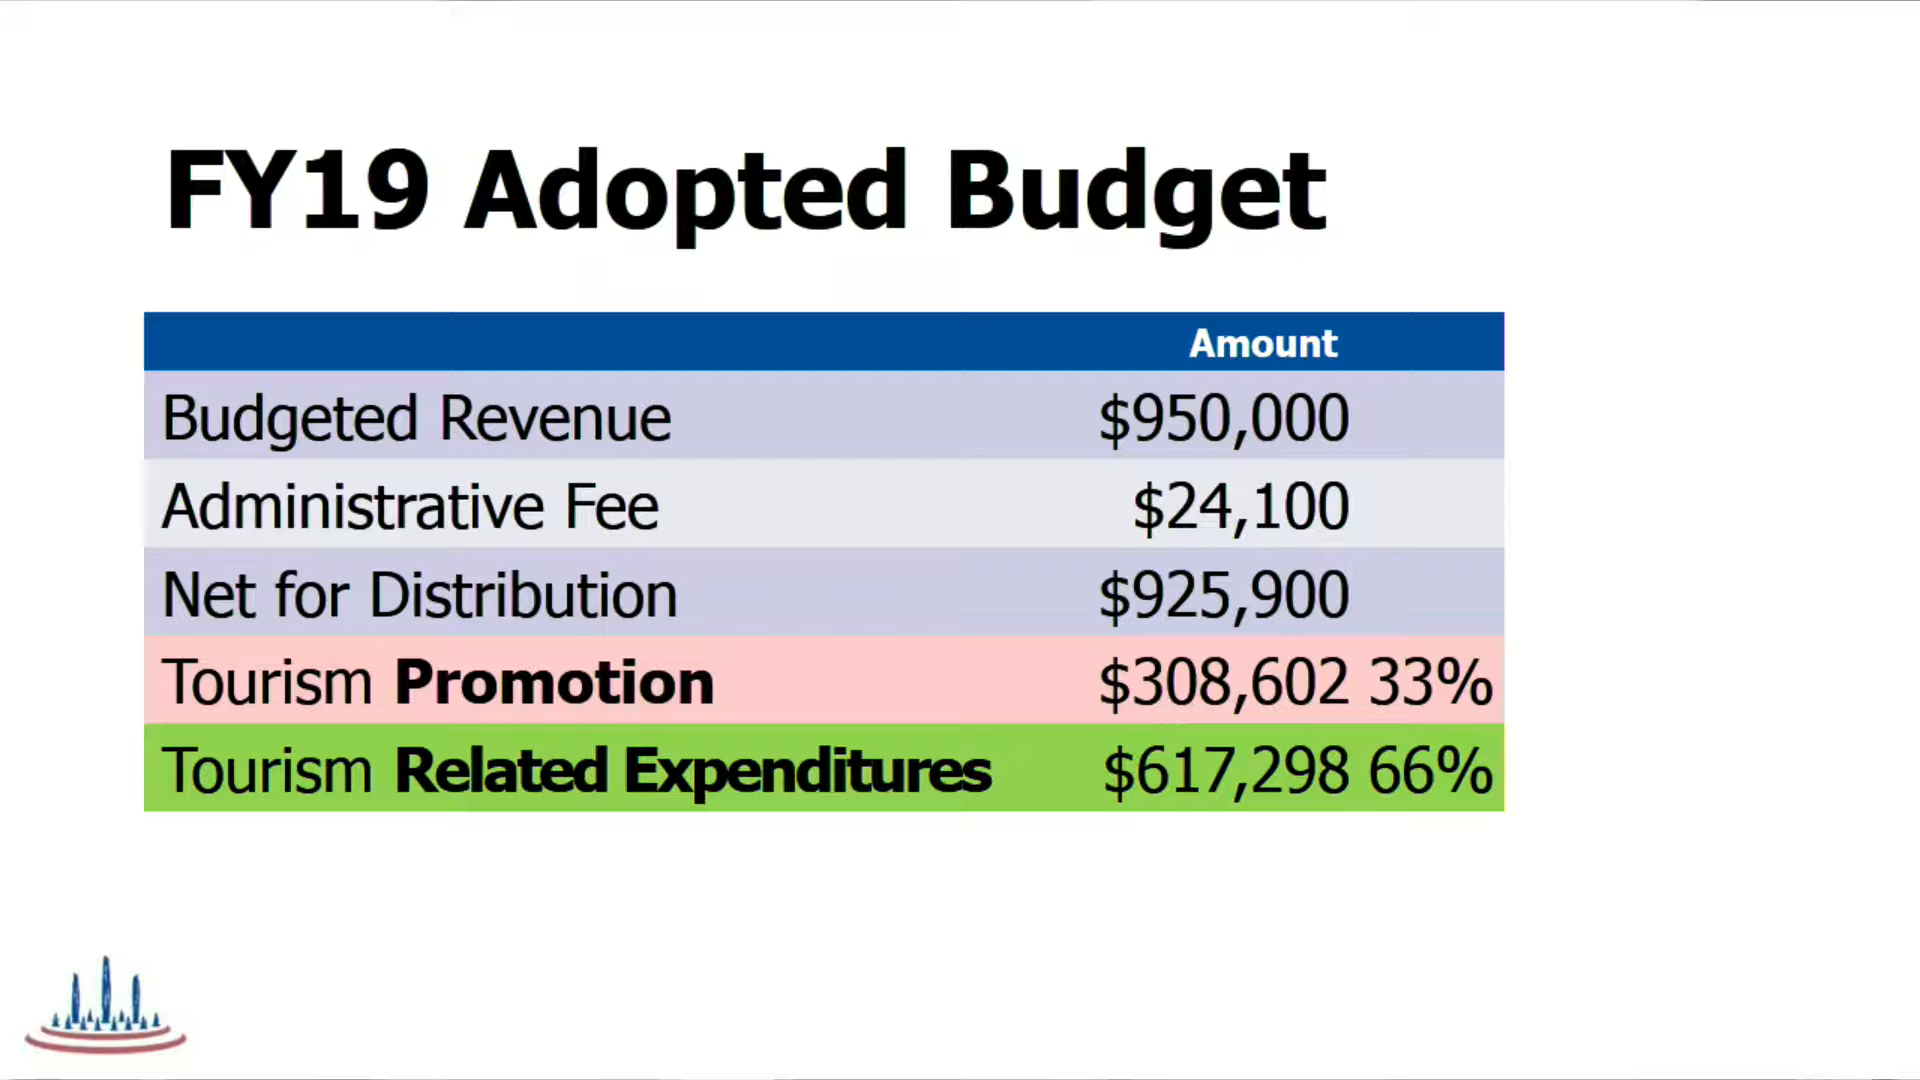 FY19 Adopted Budget
Amount
Budgeted Revenue $950,000
Administrative Fee $24,100
Net for Distribution $925,900
Tourism Promotion $308,602 33%
Tourism Related Expenditures $617,298 66%